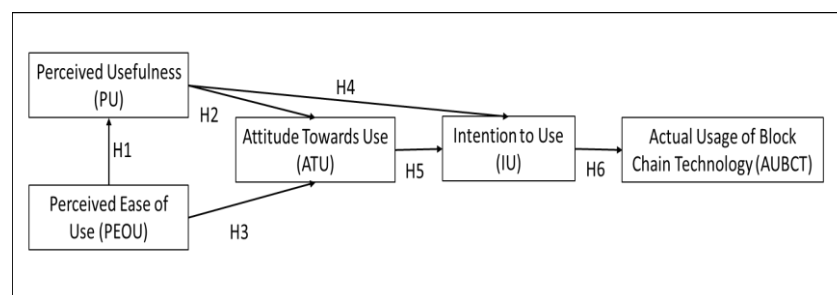 Perceived Usefulness
(PU)
H4
H2
Attitude Towards Use
(ATU)
Intention to Use
(IU)
Actual Usage of Block
Chain Technology (AUBCT)
H1
H5
H6
Perceived Ease of
Use (PEOU)
H3